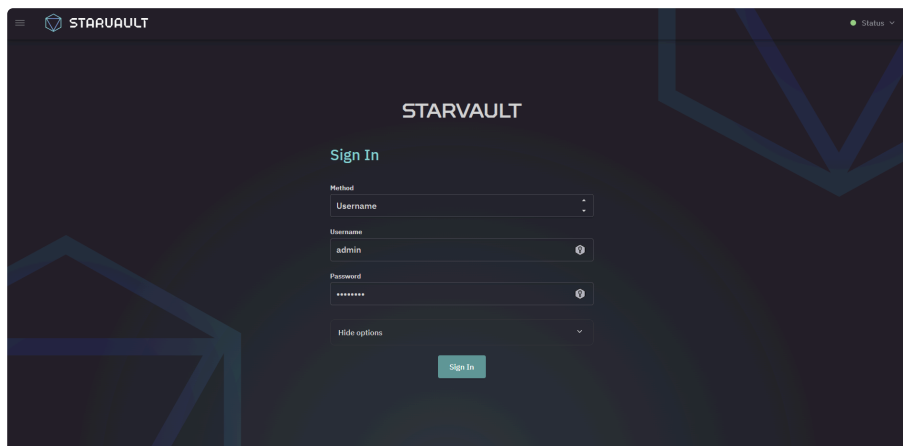 STARVAULT
Status
STARVAULT
Sign In
Method
Username
Username
admin
Password
••••••••
Hide options
Sign In